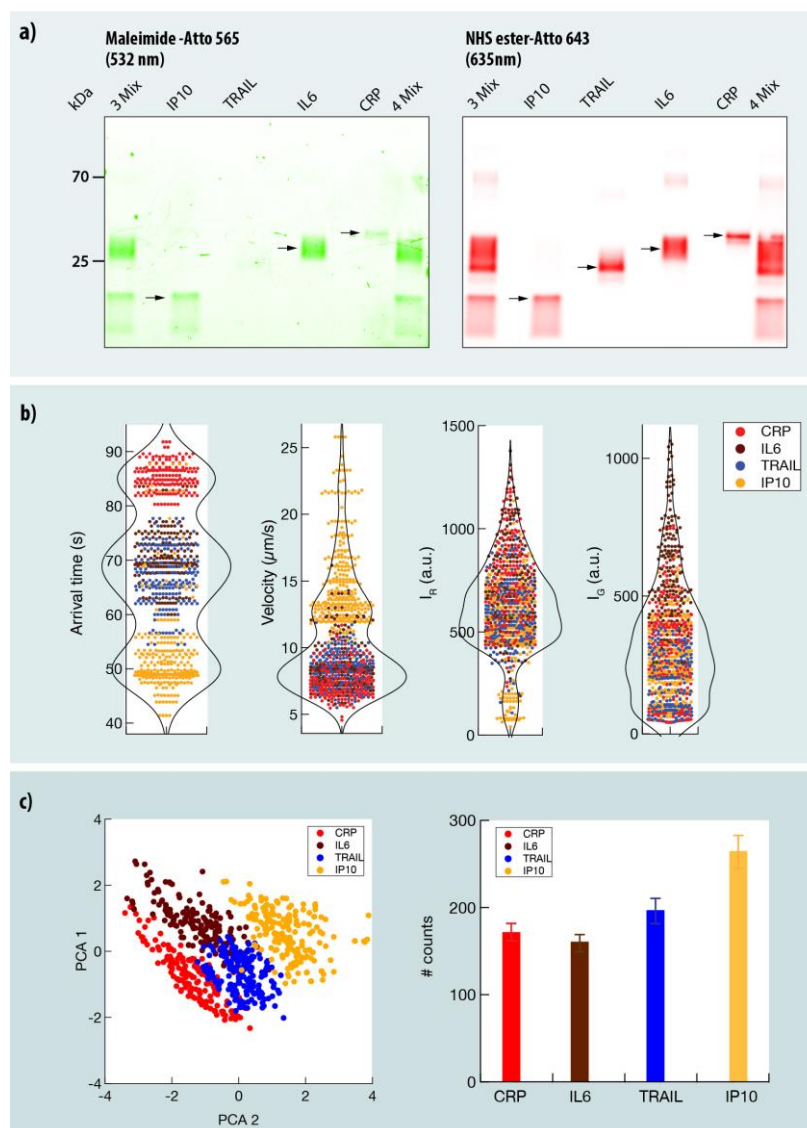 a)
Maleimide -Atto 565
(532 nm)
NHS ester-Atto 643
(635nm)
kDa
3 Mix
IP10
TRAIL
IL6
CRP
4 Mix
3 Mix
IP10
TRAIL
IL6
CRP
4 Mix
70
25
b)
Arrival time (s)
90
80
70
60
50
40
Velocity (µm/s)
25
20
15
10
5
I_R (a.u.)
1500
1000
500
0
I_G (a.u.)
1000
500
0
CRP
IL6
TRAIL
IP10
c)
PCA 1
4
2
0
-2
-4
-4
-2
0
2
4
PCA 2
CRP
IL6
TRAIL
IP10
# counts
300
200
100
0
CRP
IL6
TRAIL
IP10
CRP
IL6
TRAIL
IP10